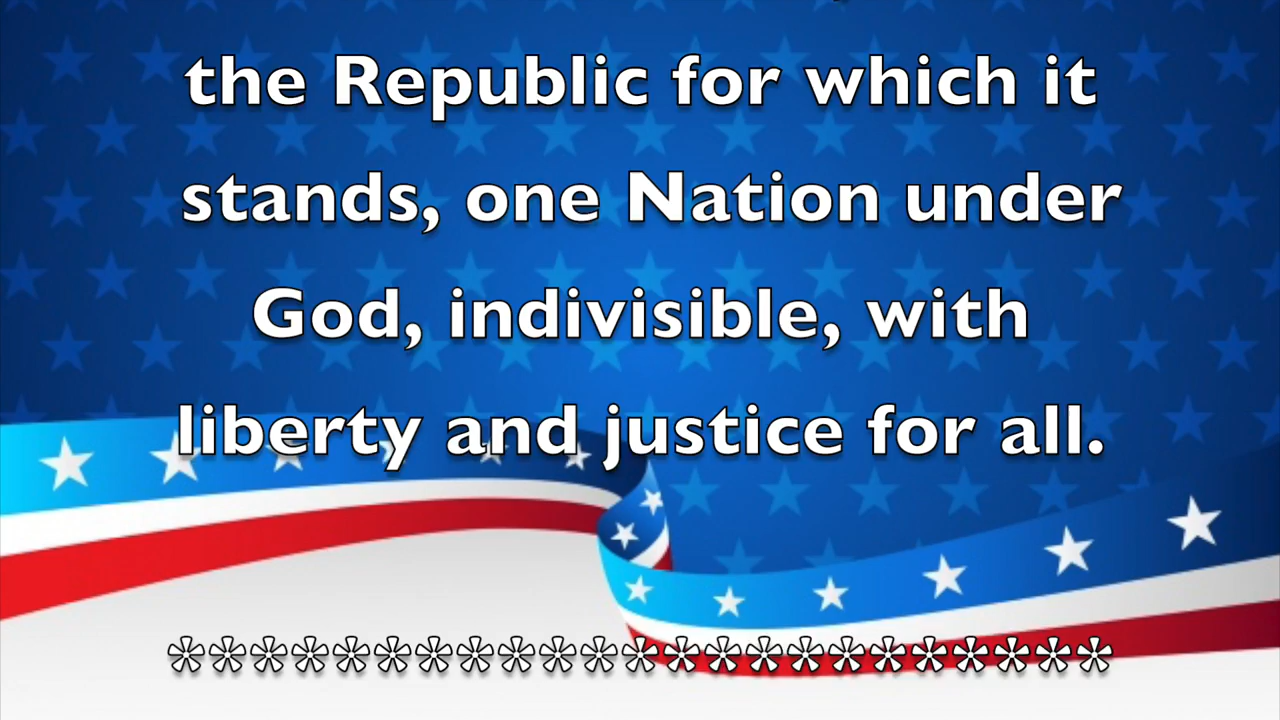 the Republic for which it
stands, one Nation under
God, indivisible, with
liberty and justice for all.
***********************